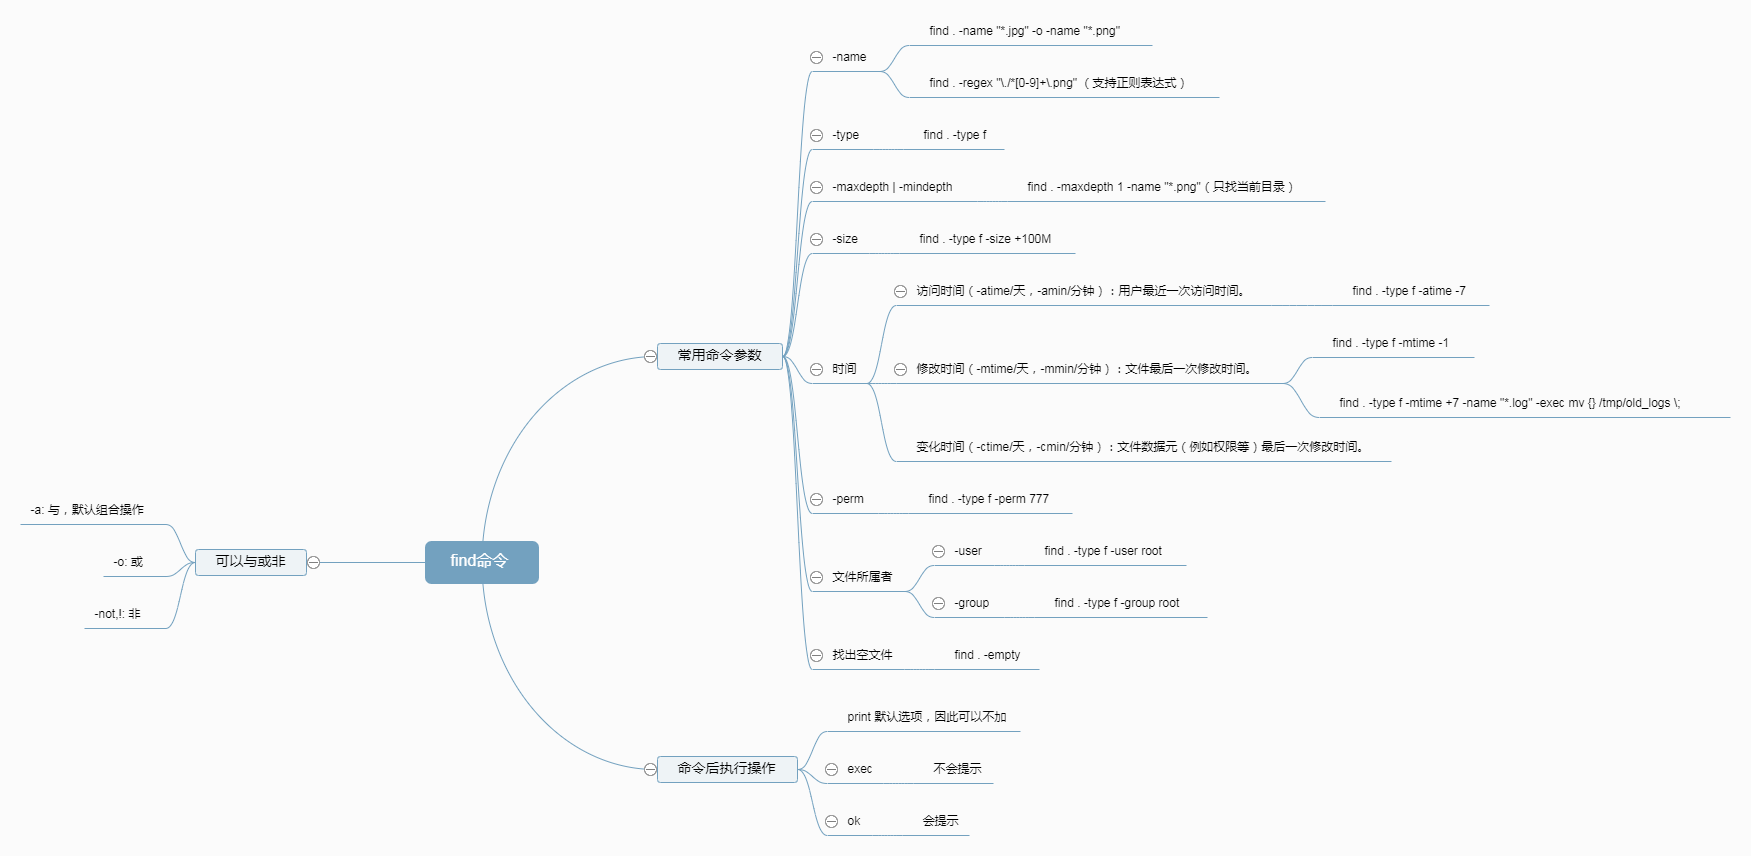 find命令
常用命令参数
-name
find . -name "*.jpg" -o -name "*.png"
find . -regex "\./*[0-9]+\.png"（支持正则表达式）
-type
find . -type f
-maxdepth | -mindepth
find . -maxdepth 1 -name "*.png"（只找当前目录）
-size
find . -type f -size +100M
时间
访问时间（-atime/天，-amin/分钟）：用户最近一次访问时间。
find . -type f -atime -7
修改时间（-mtime/天，-mmin/分钟）：文件最后一次修改时间。
find . -type f -mtime -1
find . -type f -mtime +7 -name "*.log" -exec mv {} /tmp/old_logs \;
变化时间（-ctime/天，-cmin/分钟）：文件数据元（例如权限等）最后一次修改时间。
-perm
find . -type f -perm 777
文件所属者
-user
find . -type f -user root
-group
find . -type f -group root
找出空文件
find . -empty
命令后执行操作
print 默认选项，因此可以不加
exec
不会提示
ok
会提示
可以与或非
-a: 与，默认组合操作
-o: 或
-not,!: 非